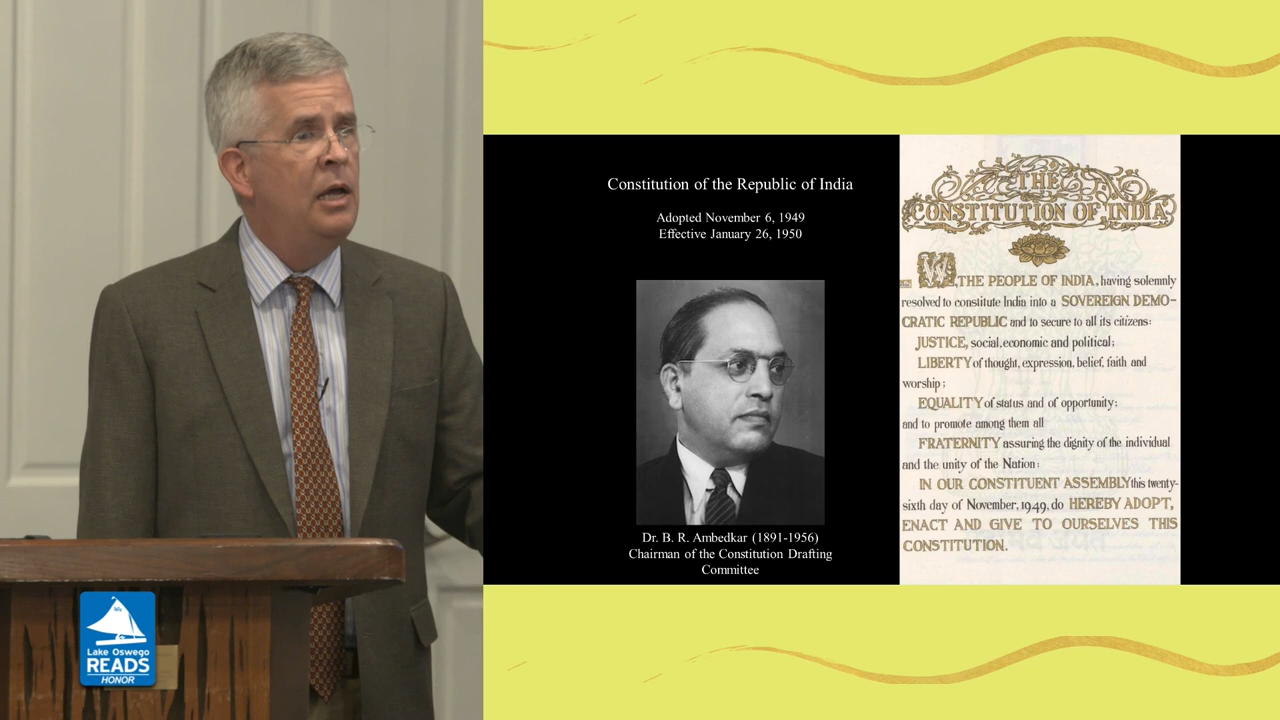 Lake Oswego
READS
HONOR
Constitution of the Republic of India
Adopted November 6, 1949
Effective January 26, 1950
Dr. B. R. Ambedkar (1891-1956)
Chairman of the Constitution Drafting
Committee
THE
CONSTITUTION OF INDIA
WE, THE PEOPLE OF INDIA, having solemnly
resolved to constitute India into a SOVEREIGN DEMO-
CRATIC REPUBLIC and to secure to all its citizens:
JUSTICE, social, economic and political;
LIBERTY of thought, expression, belief, faith and
worship;
EQUALITY of status and of opportunity;
and to promote among them all
FRATERNITY assuring the dignity of the individual
and the unity of the Nation;
IN OUR CONSTITUENT ASSEMBLY this twenty-
sixth day of November, 1949, do HEREBY ADOPT,
ENACT AND GIVE TO OURSELVES THIS
CONSTITUTION.